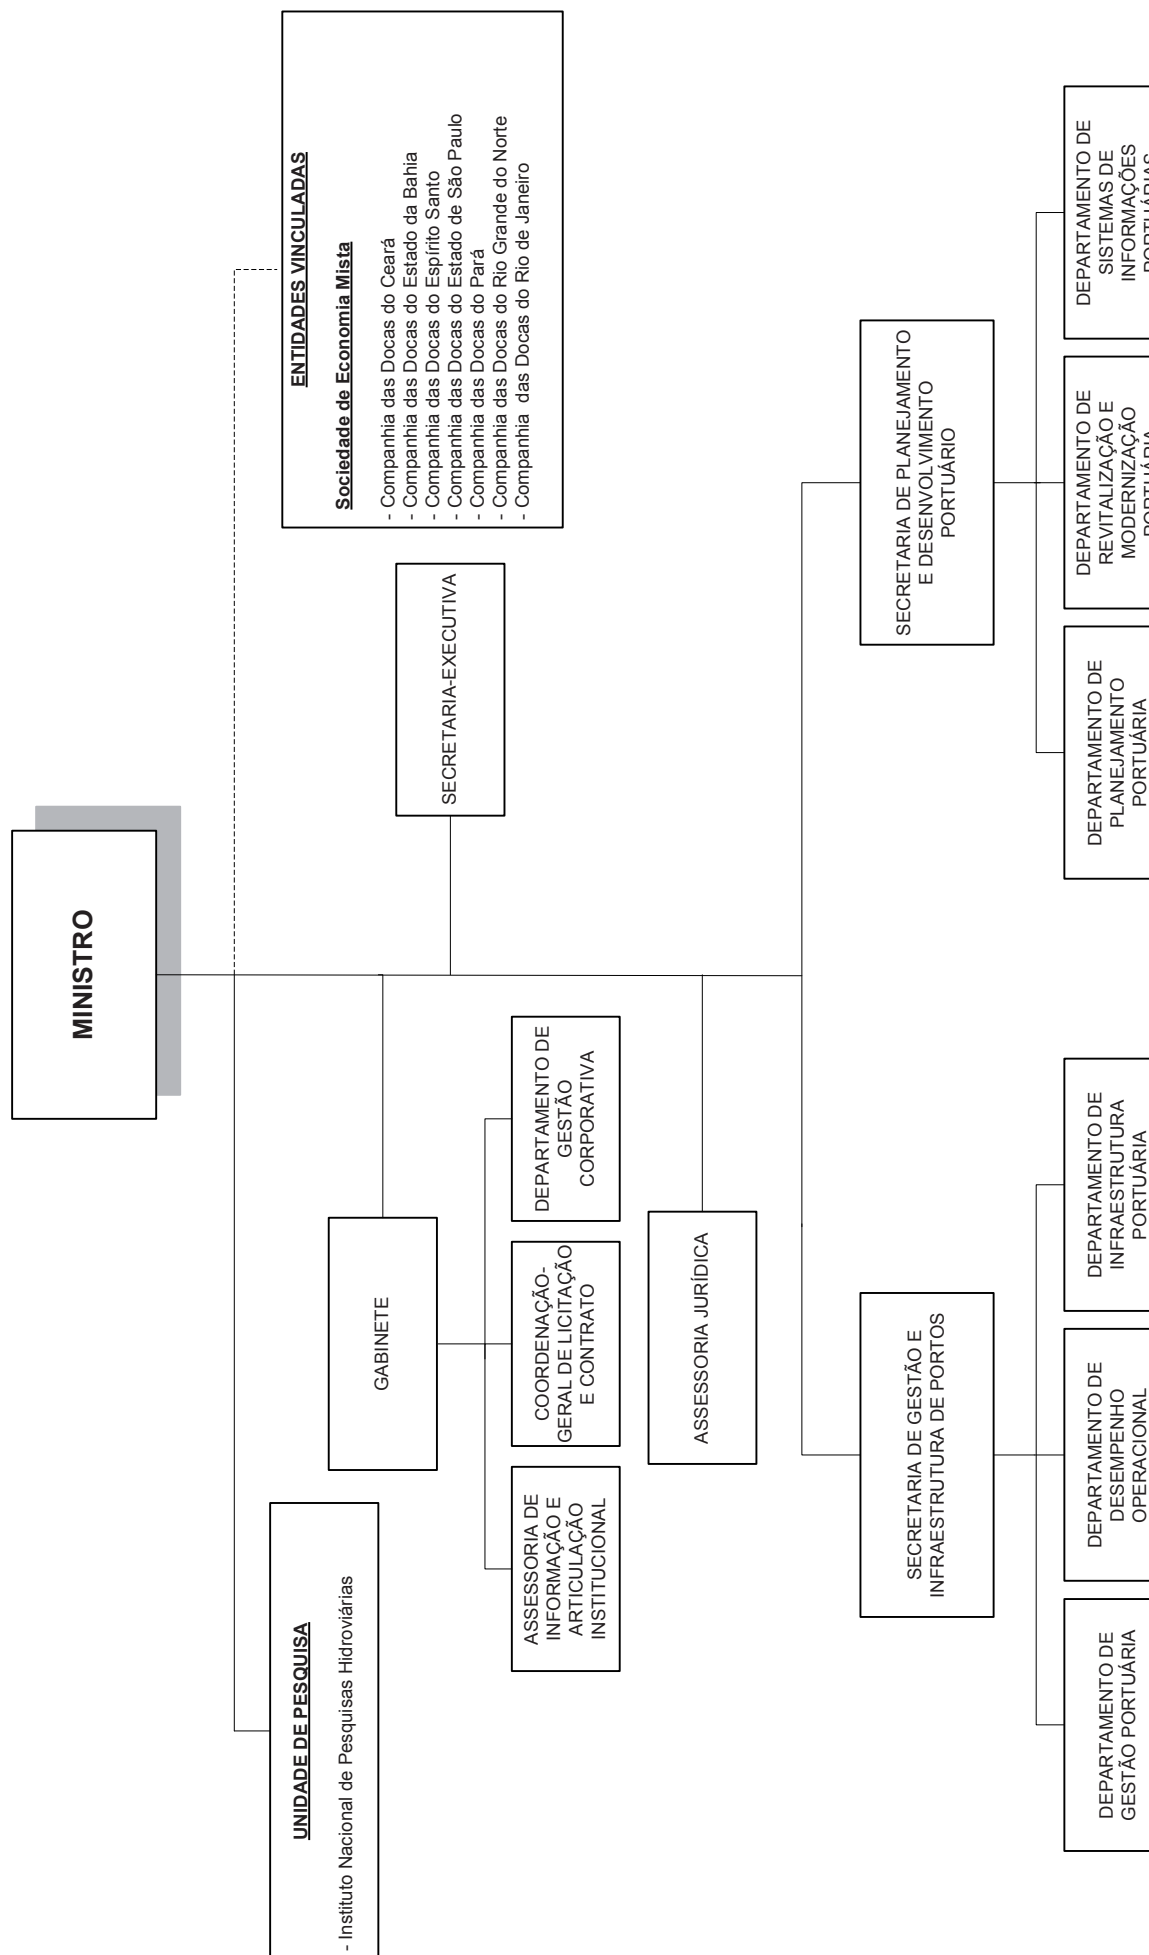 MINISTRO
UNIDADE DE PESQUISA
- Instituto Nacional de Pesquisas Hidroviárias
ENTIDADES VINCULADAS
Sociedade de Economia Mista
- Companhia das Docas do Ceará
- Companhia das Docas do Estado da Bahia
- Companhia das Docas do Espírito Santo
- Companhia das Docas do Estado de São Paulo
- Companhia das Docas do Pará
- Companhia das Docas do Rio Grande do Norte
- Companhia das Docas do Rio de Janeiro
GABINETE
SECRETARIA-EXECUTIVA
ASSESSORIA DE
INFORMAÇÃO E
ARTICULAÇÃO
INSTITUCIONAL
COORDENAÇÃO-
GERAL DE LICITAÇÃO
E CONTRATO
DEPARTAMENTO DE
GESTÃO
CORPORATIVA
ASSESSORIA JURÍDICA
SECRETARIA DE GESTÃO E
INFRAESTRUTURA DE PORTOS
SECRETARIA DE PLANEJAMENTO
E DESENVOLVIMENTO
PORTUÁRIO
DEPARTAMENTO DE
GESTÃO PORTUÁRIA
DEPARTAMENTO DE
DESEMPENHO
OPERACIONAL
DEPARTAMENTO DE
INFRAESTRUTURA
PORTUÁRIA
DEPARTAMENTO DE
PLANEJAMENTO
PORTUÁRIA
DEPARTAMENTO DE
REVITALIZAÇÃO E
MODERNIZAÇÃO
PORTUÁRIA
DEPARTAMENTO DE
SISTEMAS DE
INFORMAÇÕES
PORTUÁRIAS